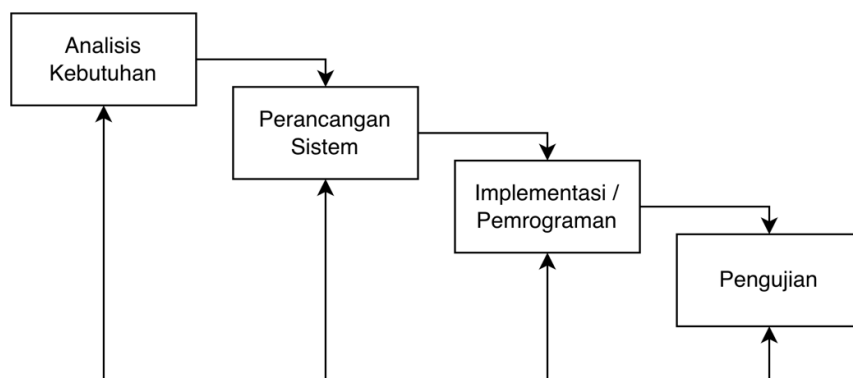 Analisis
Kebutuhan
Perancangan
Sistem
Implementasi /
Pemrograman
Pengujian